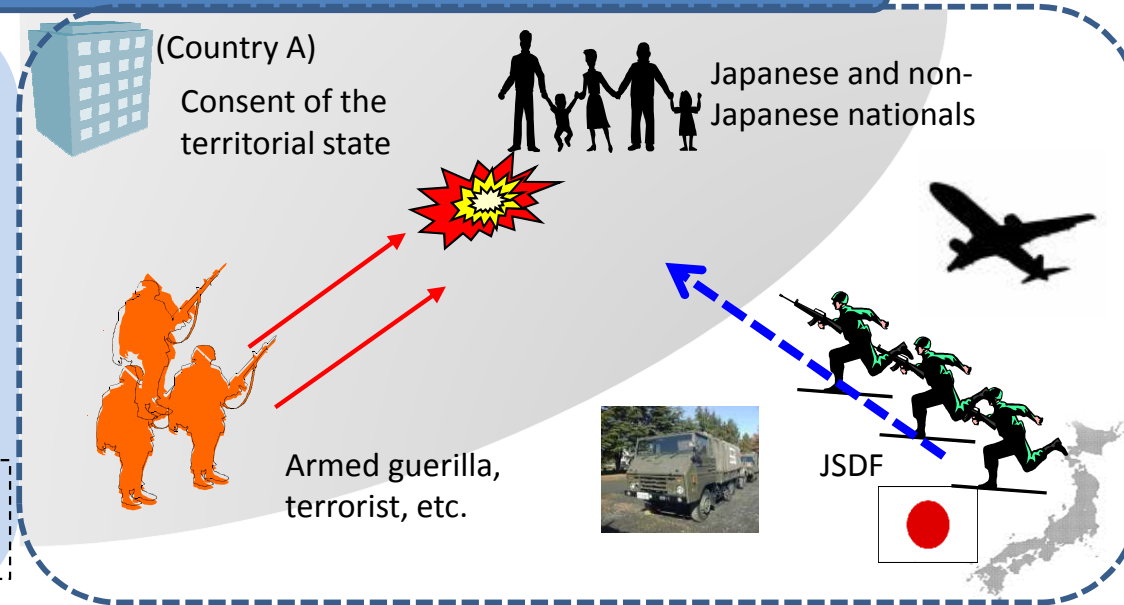 (Country A)
Consent of the
territorial state
Japanese and non-
Japanese nationals
Armed guerilla,
terrorist, etc.
JSDF